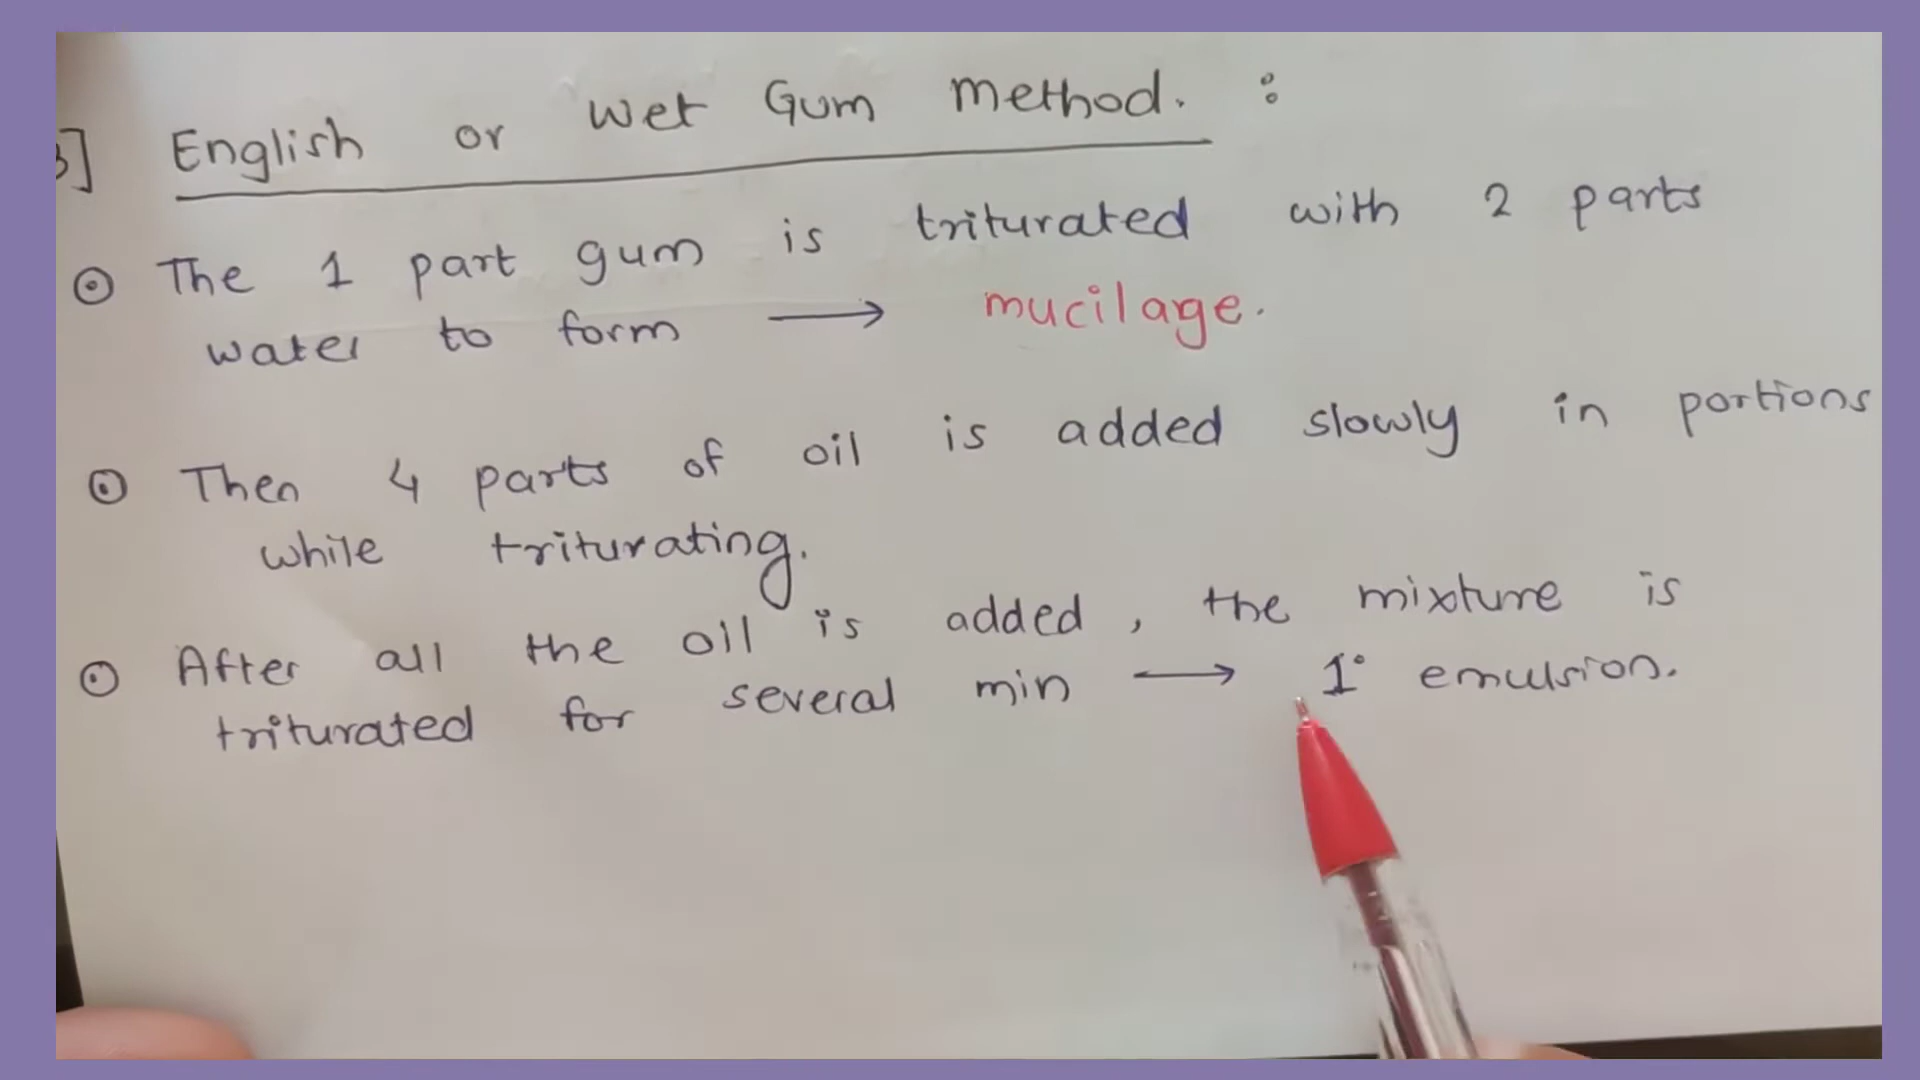 3] English or Wet Gum Method. :
⊙ The 1 part gum is triturated with 2 parts
water to form → mucilage.
⊙ Then 4 parts of oil is added slowly in portions
while triturating.
⊙ After all the oil is added, the mixture is
triturated for several min → 1° emulsion.